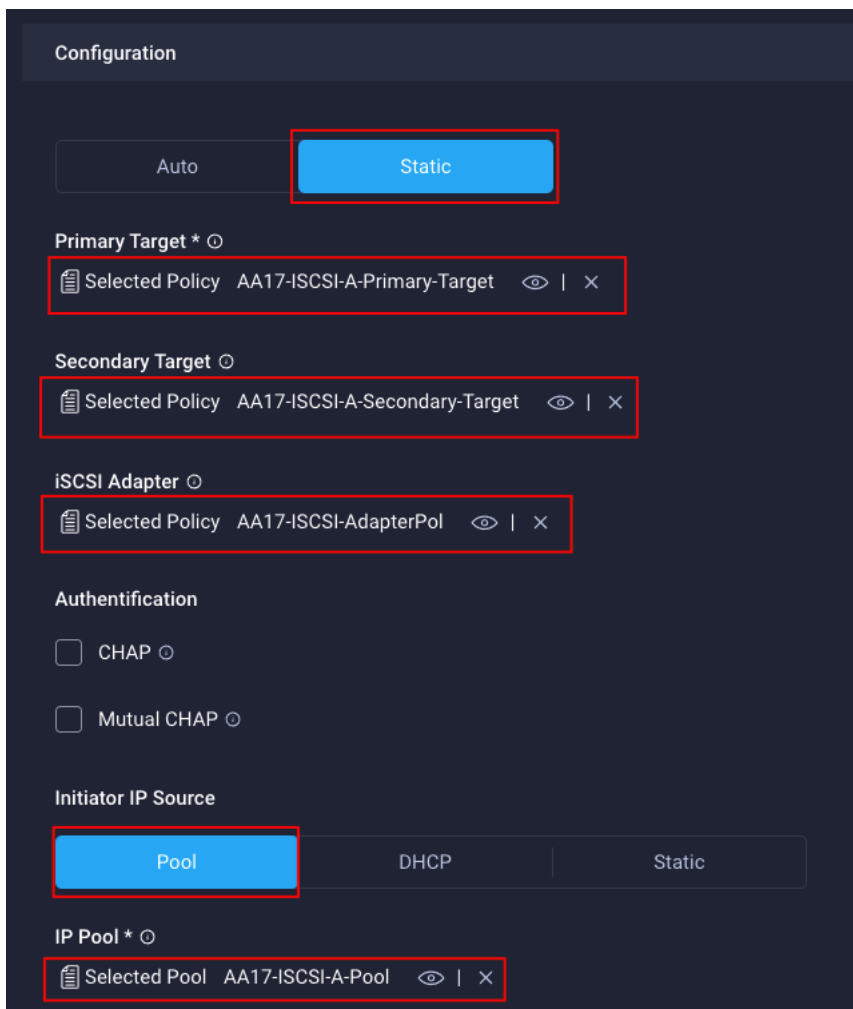 Configuration
Auto Static
Primary Target *
Selected Policy AA17-ISCSI-A-Primary-Target |
Secondary Target
Selected Policy AA17-ISCSI-A-Secondary-Target |
iSCSI Adapter
Selected Policy AA17-ISCSI-AdapterPol |
Authentification
CHAP
Mutual CHAP
Initiator IP Source
Pool DHCP Static
IP Pool *
Selected Pool AA17-ISCSI-A-Pool |